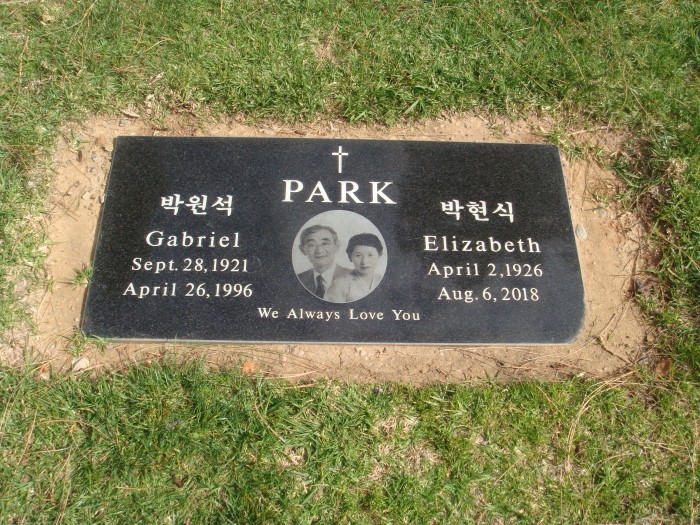 PARK
박원석
Gabriel
Sept. 28, 1921
April 26, 1996
박현식
Elizabeth
April 2, 1926
Aug. 6, 2018
We Always Love You